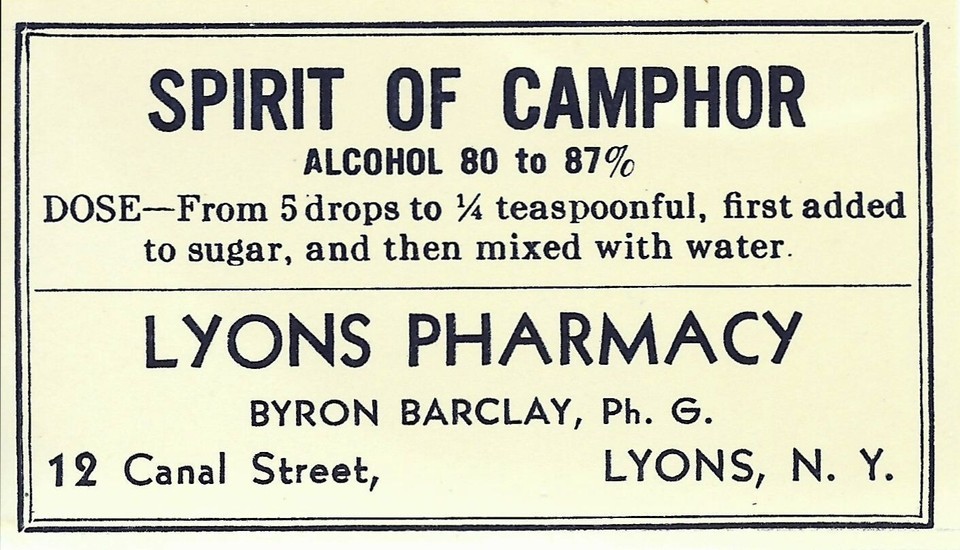 SPIRIT OF CAMPHOR
ALCOHOL 80 to 87%
DOSE—From 5 drops to ¼ teaspoonful, first added
to sugar, and then mixed with water.
LYONS PHARMACY
BYRON BARCLAY, Ph. G.
12 Canal Street, LYONS, N. Y.